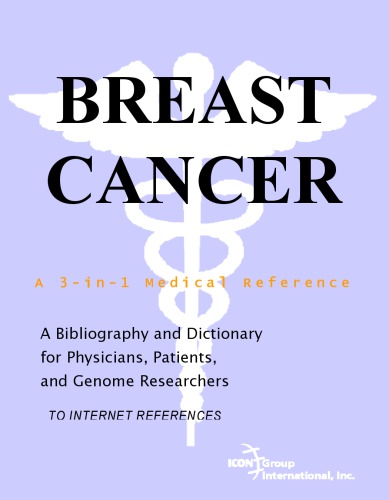 BREAST
CANCER
A 3-in-1 Medical Reference
A Bibliography and Dictionary
for Physicians, Patients,
and Genome Researchers
TO INTERNET REFERENCES
ICON Group
International, Inc.